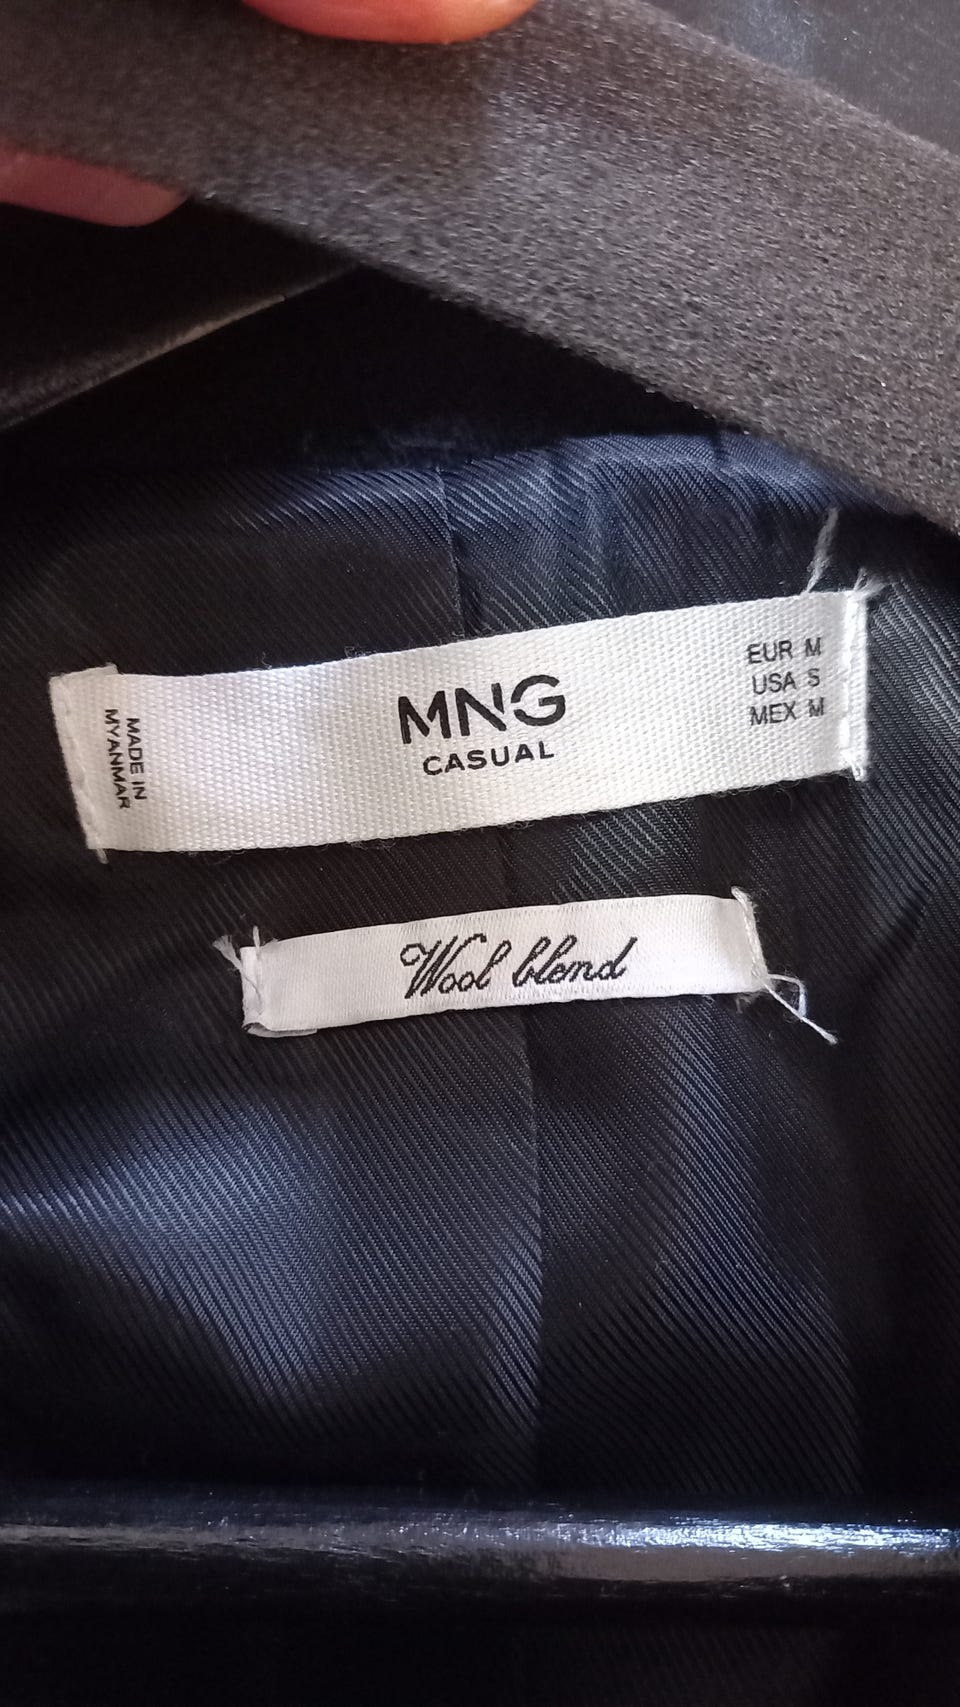 MNG
CASUAL
EUR M
USA S
MEX M
MADE IN
MYANMAR
Wool blend